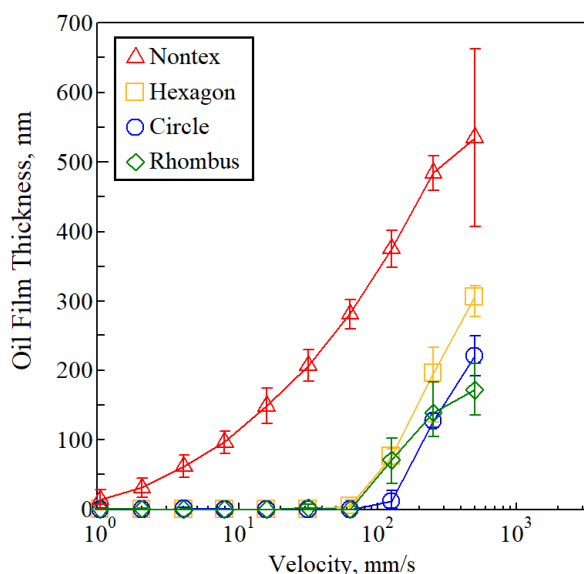 700
600
500
400
300
200
100
0
Oil Film Thickness, nm
Nontex
Hexagon
Circle
Rhombus
10⁰ 10¹ 10² 10³
Velocity, mm/s